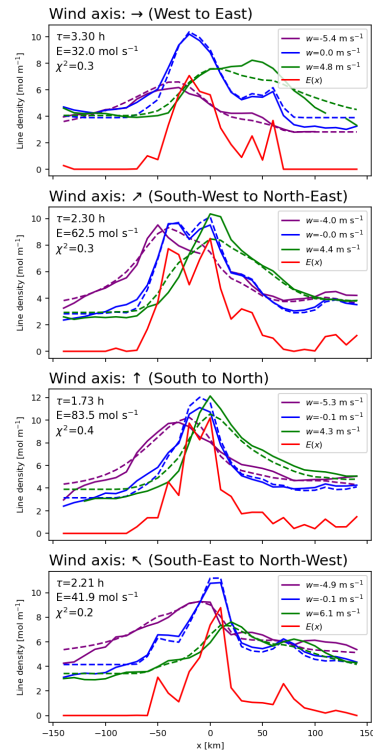 Wind axis: → (West to East)
τ=3.30 h
E=32.0 mol s⁻¹
χ²=0.3
w=-5.4 m s⁻¹
w=0.0 m s⁻¹
w=4.8 m s⁻¹
E(x)
Line density [mol m⁻¹]
10
8
6
4
2
0
Wind axis: ↗ (South-West to North-East)
τ=2.30 h
E=62.5 mol s⁻¹
χ²=0.3
w=-4.0 m s⁻¹
w=-0.0 m s⁻¹
w=4.4 m s⁻¹
E(x)
Line density [mol m⁻¹]
10
8
6
4
2
0
Wind axis: ↑ (South to North)
τ=1.73 h
E=83.5 mol s⁻¹
χ²=0.4
w=-5.3 m s⁻¹
w=-0.1 m s⁻¹
w=4.3 m s⁻¹
E(x)
Line density [mol m⁻¹]
12
10
8
6
4
2
0
Wind axis: ↖ (South-East to North-West)
τ=2.21 h
E=41.9 mol s⁻¹
χ²=0.2
w=-4.9 m s⁻¹
w=-0.1 m s⁻¹
w=6.1 m s⁻¹
E(x)
Line density [mol m⁻¹]
10
8
6
4
2
0
−150 −100 −50 0 50 100 150
x [km]